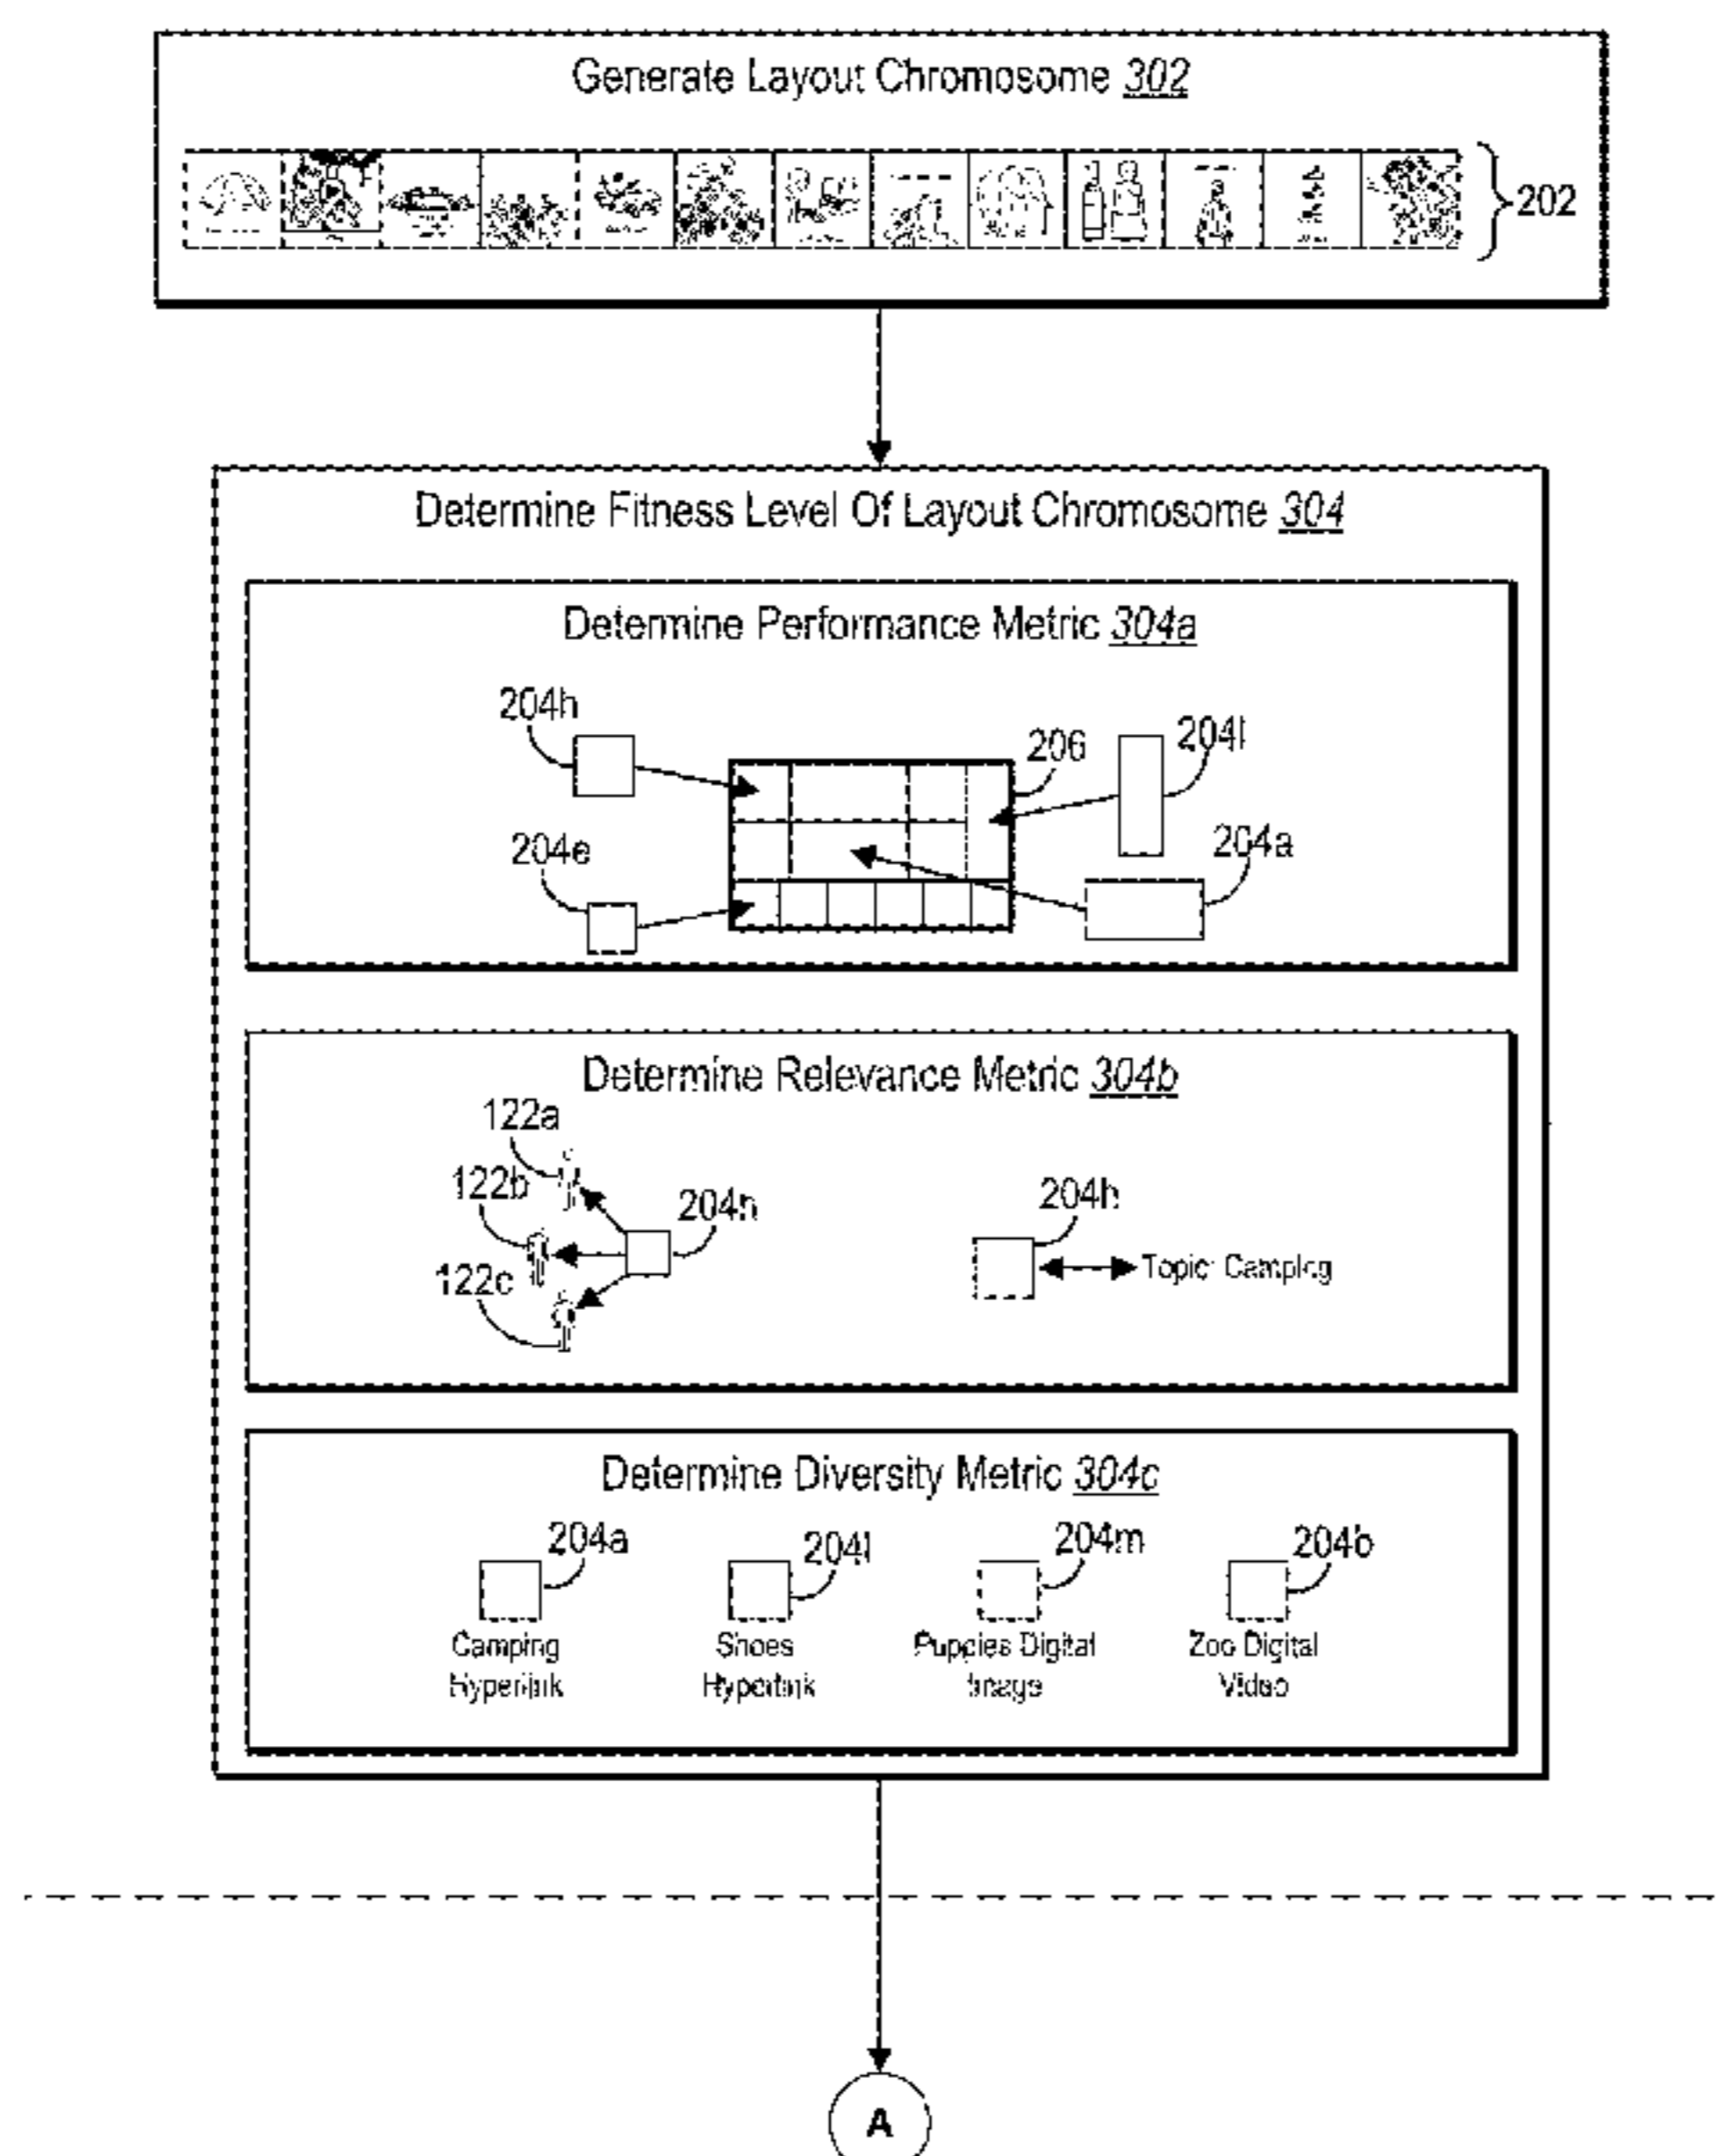 Generate Layout Chromosome 302
202
Determine Fitness Level Of Layout Chromosome 304
Determine Performance Metric 304a
204h
206
204l
204e
204a
Determine Relevance Metric 304b
122a
122b
204h
204h
122c
Topic: Camping
Determine Diversity Metric 304c
204a
204l
204m
204b
Camping
Hyperlink
Shoes
Hyperlink
Puppies Digital
Image
Zoo Digital
Video
A